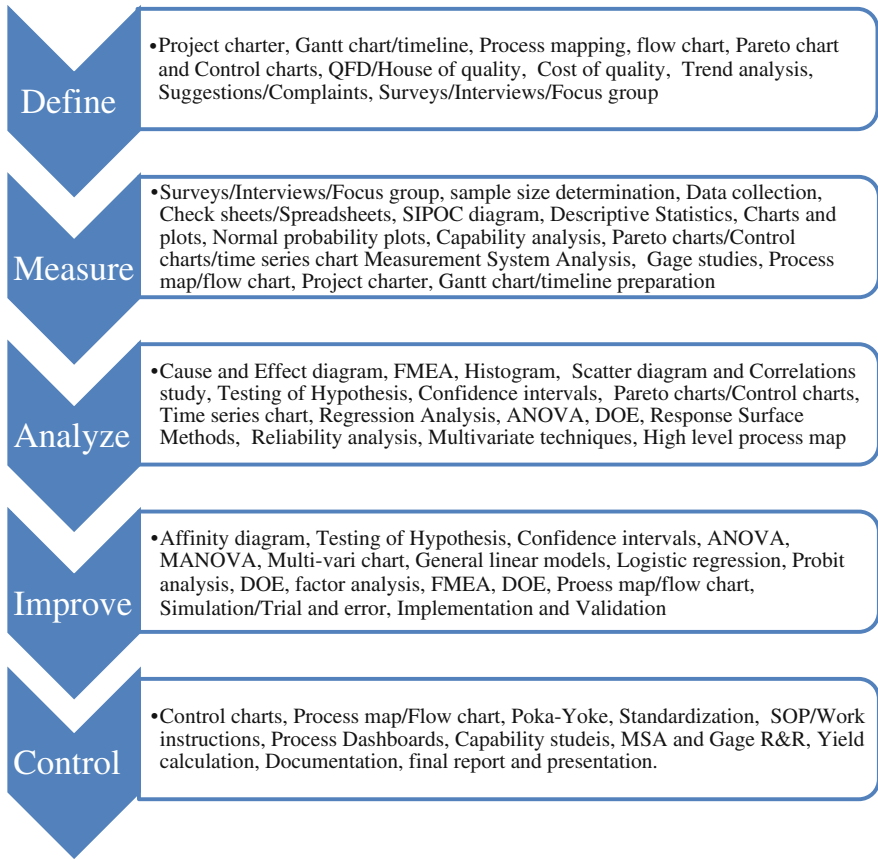 Define
•Project charter, Gantt chart/timeline, Process mapping, flow chart, Pareto chart
and Control charts, QFD/House of quality, Cost of quality, Trend analysis,
Suggestions/Complaints, Surveys/Interviews/Focus group
Measure
•Surveys/Interviews/Focus group, sample size determination, Data collection,
Check sheets/Spreadsheets, SIPOC diagram, Descriptive Statistics, Charts and
plots, Normal probability plots, Capability analysis, Pareto charts/Control
charts/time series chart Measurement System Analysis, Gage studies, Process
map/flow chart, Project charter, Gantt chart/timeline preparation
Analyze
•Cause and Effect diagram, FMEA, Histogram, Scatter diagram and Correlations
study, Testing of Hypothesis, Confidence intervals, Pareto charts/Control charts,
Time series chart, Regression Analysis, ANOVA, DOE, Response Surface
Methods, Reliability analysis, Multivariate techniques, High level process map
Improve
•Affinity diagram, Testing of Hypothesis, Confidence intervals, ANOVA,
MANOVA, Multi-vari chart, General linear models, Logistic regression, Probit
analysis, DOE, factor analysis, FMEA, DOE, Proess map/flow chart,
Simulation/Trial and error, Implementation and Validation
Control
•Control charts, Process map/Flow chart, Poka-Yoke, Standardization, SOP/Work
instructions, Process Dashboards, Capability studeis, MSA and Gage R&R, Yield
calculation, Documentation, final report and presentation.